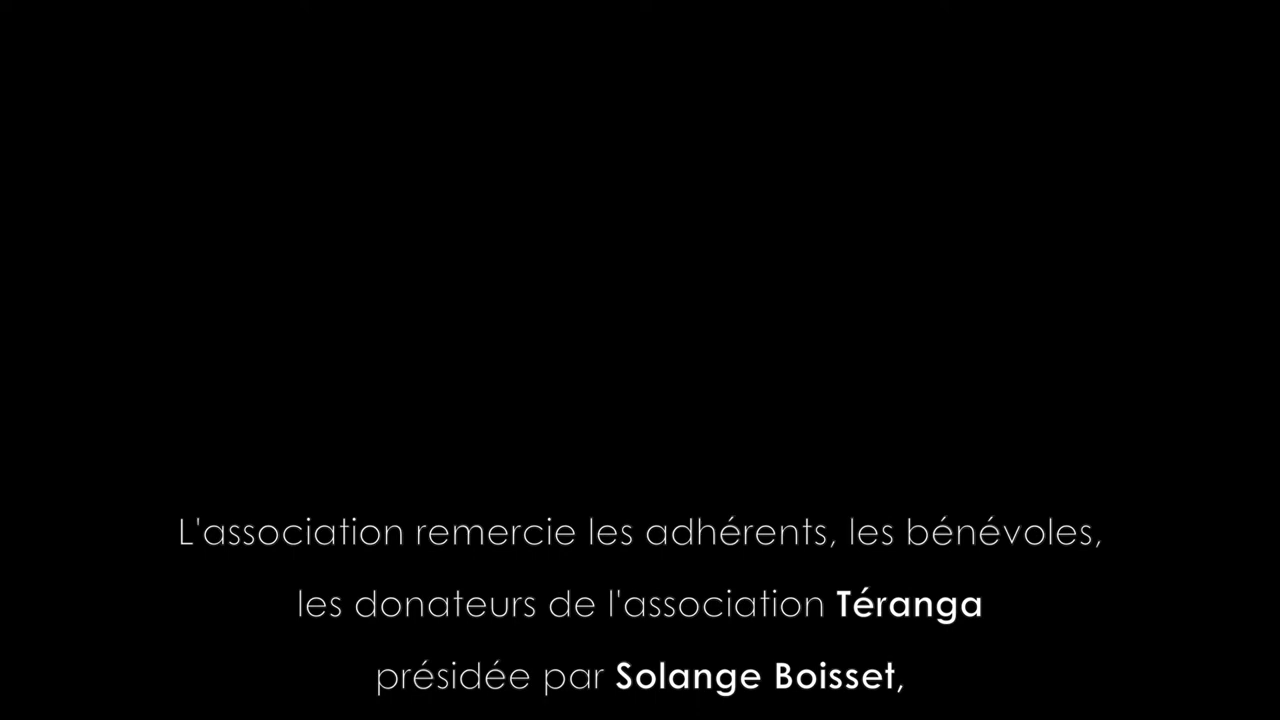 L'association remercie les adhérents, les bénévoles,
les donateurs de l'association Téranga
présidée par Solange Boisset,